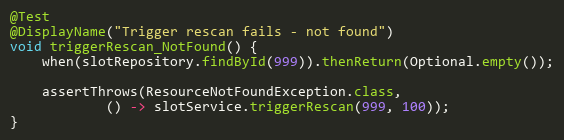 @Test
@DisplayName("Trigger rescan fails - not found")
void triggerRescan_NotFound() {
    when(slotRepository.findById(999)).thenReturn(Optional.empty());

    assertThrows(ResourceNotFoundException.class,
            () -> slotService.triggerRescan(999, 100));
}